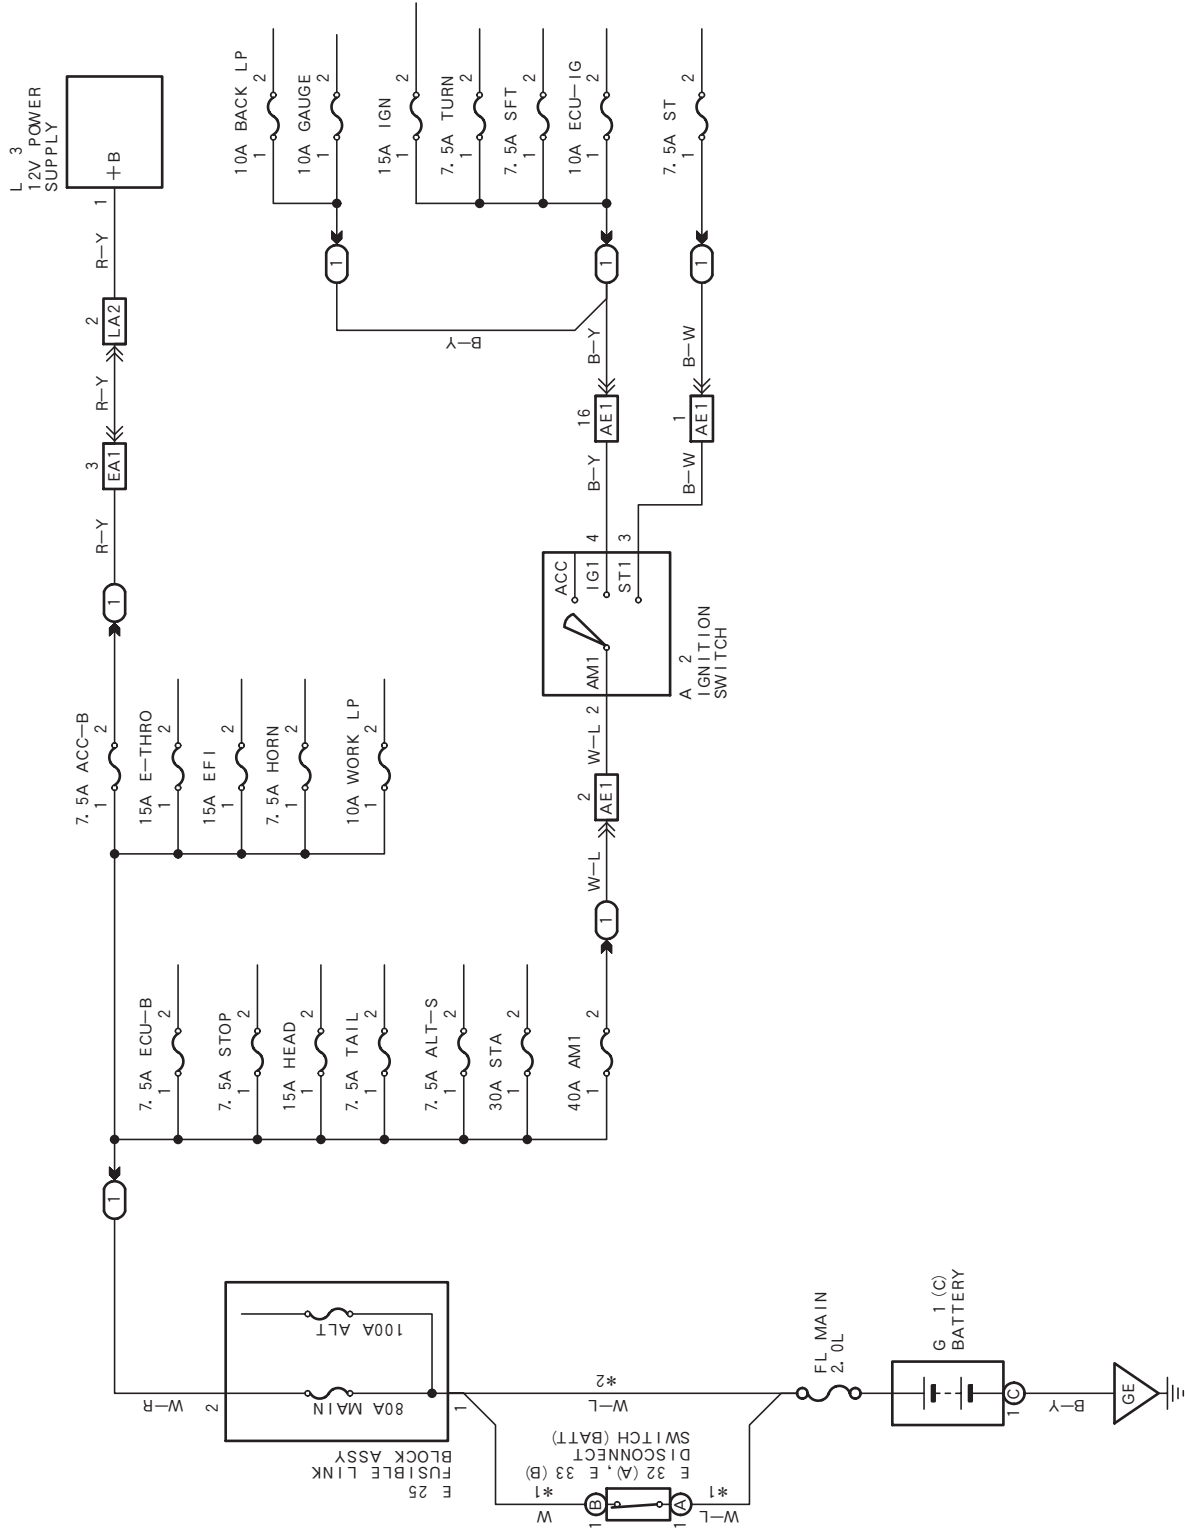 L 3
12V POWER
SUPPLY
+B
1
R-Y
2
LA2
R-Y
3
EA1
R-Y
1
7.5A ACC-B
1 2
15A E-THRO
1 2
15A EFI
1 2
7.5A HORN
1 2
10A WORK LP
1 2
10A BACK LP
1 2
10A GAUGE
1 2
15A IGN
1 2
7.5A TURN
1 2
7.5A SFT
1 2
10A ECU-IG
1 2
7.5A ST
1 2
1
1
1
B-Y
B-Y
B-W
16
AE1
1
AE1
B-Y
B-W
4
3
ACC
IG1
ST1
AM1
A 2
IGNITION
SWITCH
2
W-L
2
AE1
W-L
1
7.5A ECU-B
1 2
7.5A STOP
1 2
15A HEAD
1 2
7.5A TAIL
1 2
7.5A ALT-S
1 2
30A STA
1 2
40A AM1
1 2
1
W-R
2
100A ALT
80A MAIN
1
E 25
FUSIBLE LINK
BLOCK ASSY
W-L
*2
E 32 (A), E 33 (B)
DISCONNECT
SWITCH (BATT)
W
*1
1 B
1 A
W-L
*1
FL MAIN
2.0L
G 1 (C)
BATTERY
1 C
B-Y
GE